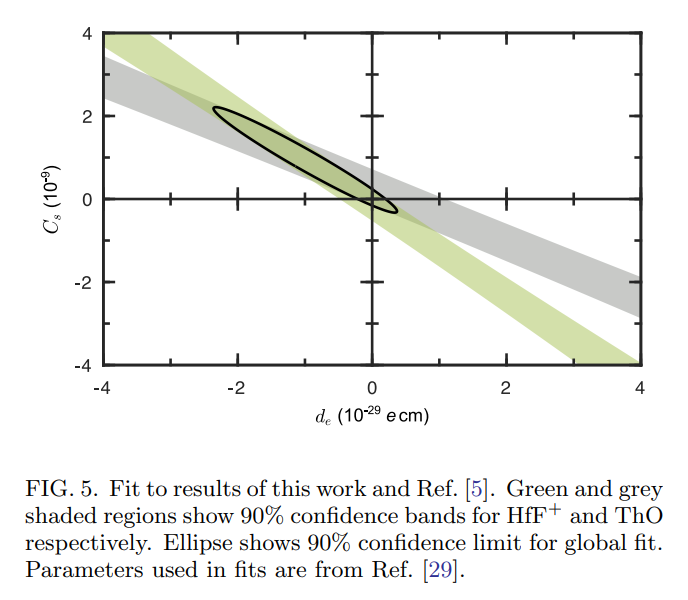 4
2
0
-2
-4
C_s (10^-9)
-4
-2
0
2
4
d_e (10^-29 e cm)
FIG. 5. Fit to results of this work and Ref. [5]. Green and grey
shaded regions show 90% confidence bands for HfF+ and ThO
respectively. Ellipse shows 90% confidence limit for global fit.
Parameters used in fits are from Ref. [29].